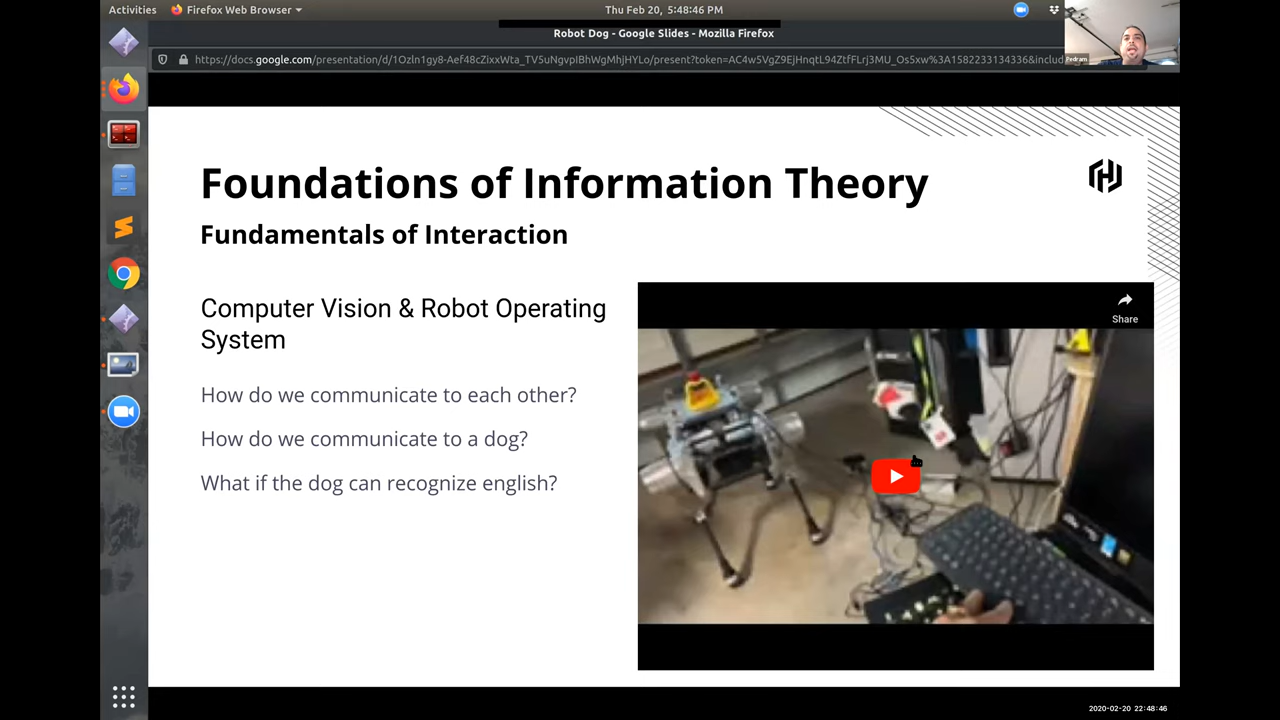 Activities
Firefox Web Browser
Thu Feb 20, 5:48:46 PM
Robot Dog - Google Slides - Mozilla Firefox
https://docs.google.com/presentation/d/1Ozln1gy8-Aef48cZixxWta_TV5uNgvpIBhWgMhjHYLo/present?token=AC4w5VgZ9EjHnqtL94ZtfFLrj3MU_Os5xw%3A1582233134336&includ
Pedram
Foundations of Information Theory
Fundamentals of Interaction
Computer Vision & Robot Operating
System
How do we communicate to each other?
How do we communicate to a dog?
What if the dog can recognize english?
Share
2020-02-20 22:48:46